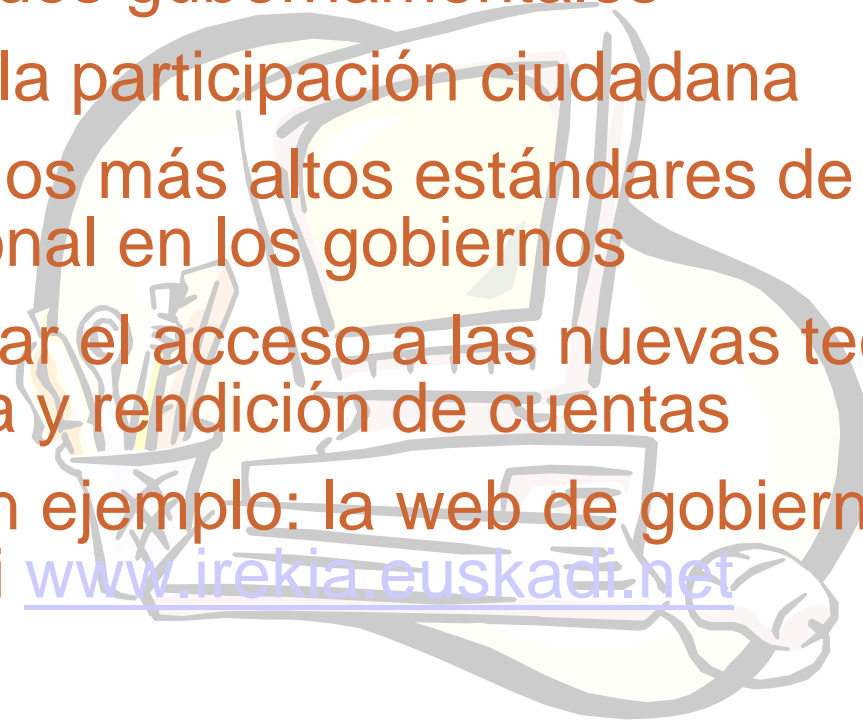 la participación ciudadana
os más altos estándares de
onal en los gobiernos
ar el acceso a las nuevas te
a y rendición de cuentas
n ejemplo: la web de gobiern
i www.irekia.euskadi.net